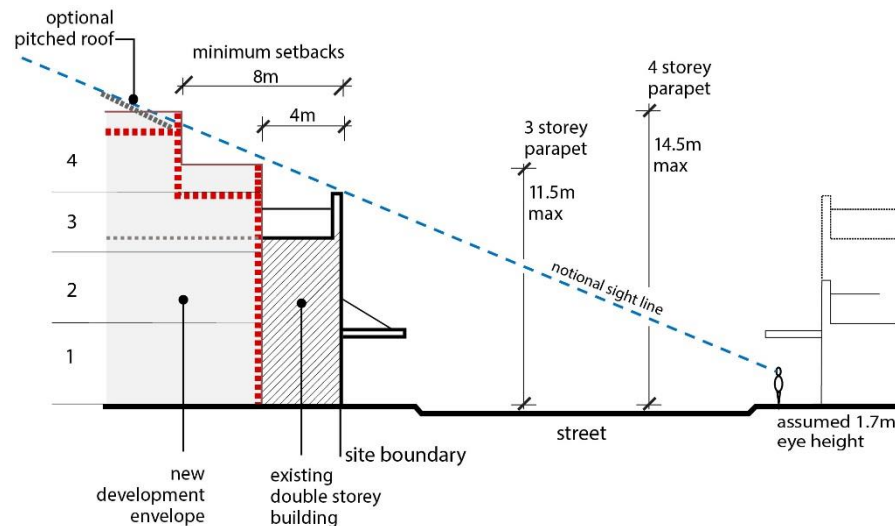 optional
pitched roof
minimum setbacks
8m
4m
4 storey
parapet
3 storey
parapet
14.5m
max
11.5m
max
4
3
2
1
notional sight line
street
assumed 1.7m
eye height
site boundary
new
development
envelope
existing
double storey
building